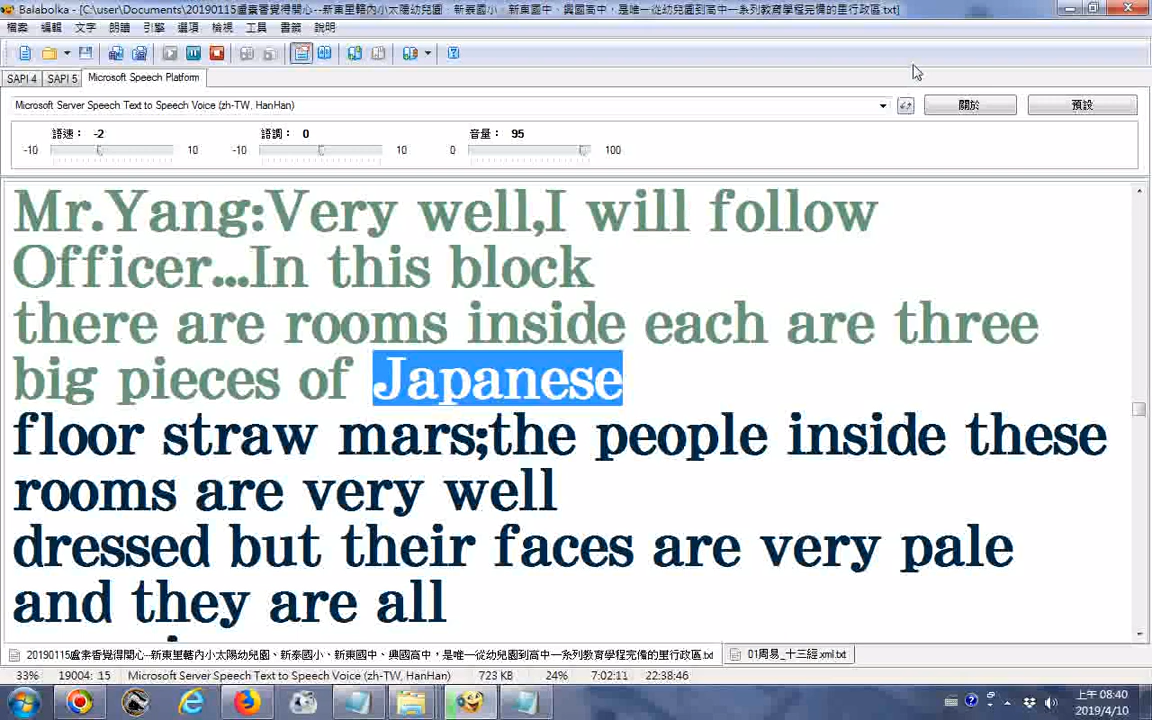 Balabolka - [C:\user\Documents\20190115盧素香覺得開心--新東里轄內小太陽幼兒園、新泰國小、新東國中、興國高中，是唯一從幼兒園到高中一系列教育學程完備的里行政區.txt]
檔案 編輯 文字 朗讀 引擎 選項 檢視 工具 書籤 說明
SAPI 4 SAPI 5 Microsoft Speech Platform
Microsoft Server Speech Text to Speech Voice (zh-TW, HanHan) 關於 預設
語速： -2 語調： 0 音量： 95
-10 10 -10 10 0 100
Mr.Yang:Very well,I will follow
Officer...In this block
there are rooms inside each are three
big pieces of Japanese
floor straw mars;the people inside these
rooms are very well
dressed but their faces are very pale
and they are all
20190115盧素香覺得開心--新東里轄內小太陽幼兒園、新泰國小、新東國中、興國高中，是唯一從幼兒園到高中一系列教育學程完備的里行政區.txt 01周易_十三經.xml.txt
33% 19004: 15 Microsoft Server Speech Text to Speech Voice (zh-TW, HanHan) 723 KB 24% 7:02:11 22:38:46
上午 08:40
2019/4/10